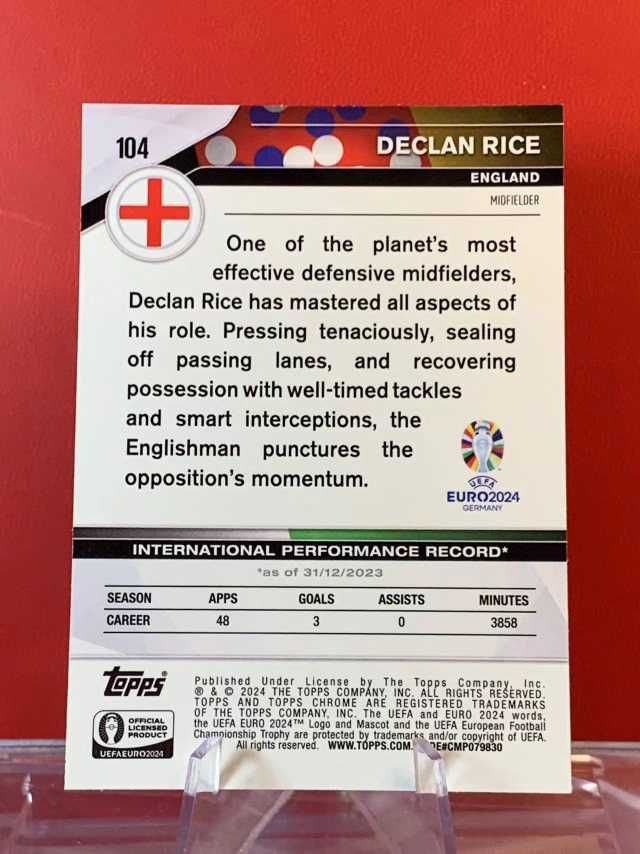 104
DECLAN RICE
ENGLAND
MIDFIELDER
One of the planet's most
effective defensive midfielders,
Declan Rice has mastered all aspects of
his role. Pressing tenaciously, sealing
off passing lanes, and recovering
possession with well-timed tackles
and smart interceptions, the
Englishman punctures the
opposition's momentum.
UEFA
EURO2024
GERMANY
INTERNATIONAL PERFORMANCE RECORD*
*as of 31/12/2023
SEASON APPS GOALS ASSISTS MINUTES
CAREER 48 3 0 3858
Topps
OFFICIAL
LICENSED
PRODUCT
UEFAEURO2024
Published Under License by The Topps Company, Inc.
® & © 2024 THE TOPPS COMPANY, INC. ALL RIGHTS RESERVED.
TOPPS AND TOPPS CHROME ARE REGISTERED TRADEMARKS
OF THE TOPPS COMPANY, INC. The UEFA and EURO 2024 words,
the UEFA EURO 2024™ Logo and Mascot and the UEFA European Football
Championship Trophy are protected by trademarks and/or copyright of UEFA.
All rights reserved. WWW.TOPPS.COM. DE#CMP079830